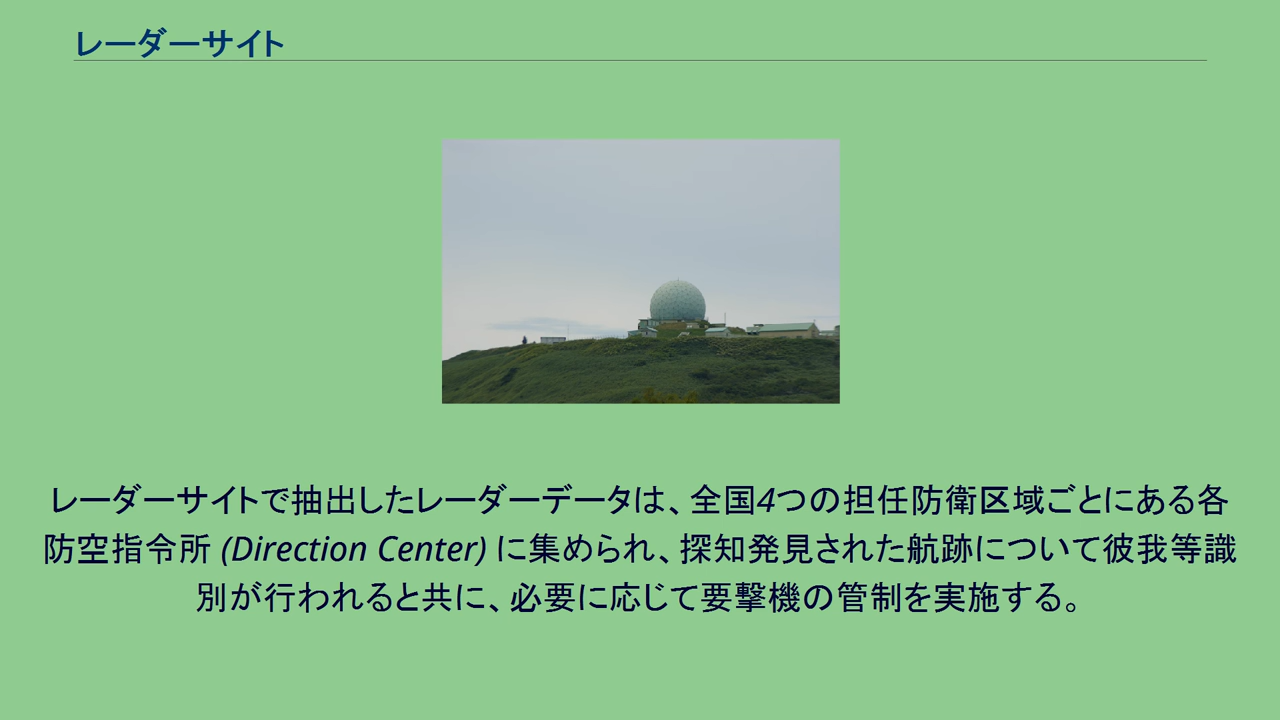 レーダーサイト
レーダーサイトで抽出したレーダーデータは、全国4つの担任防衛区域ごとにある各
防空指令所 (Direction Center) に集められ、探知発見された航跡について彼我等識
別が行われると共に、必要に応じて要撃機の管制を実施する。